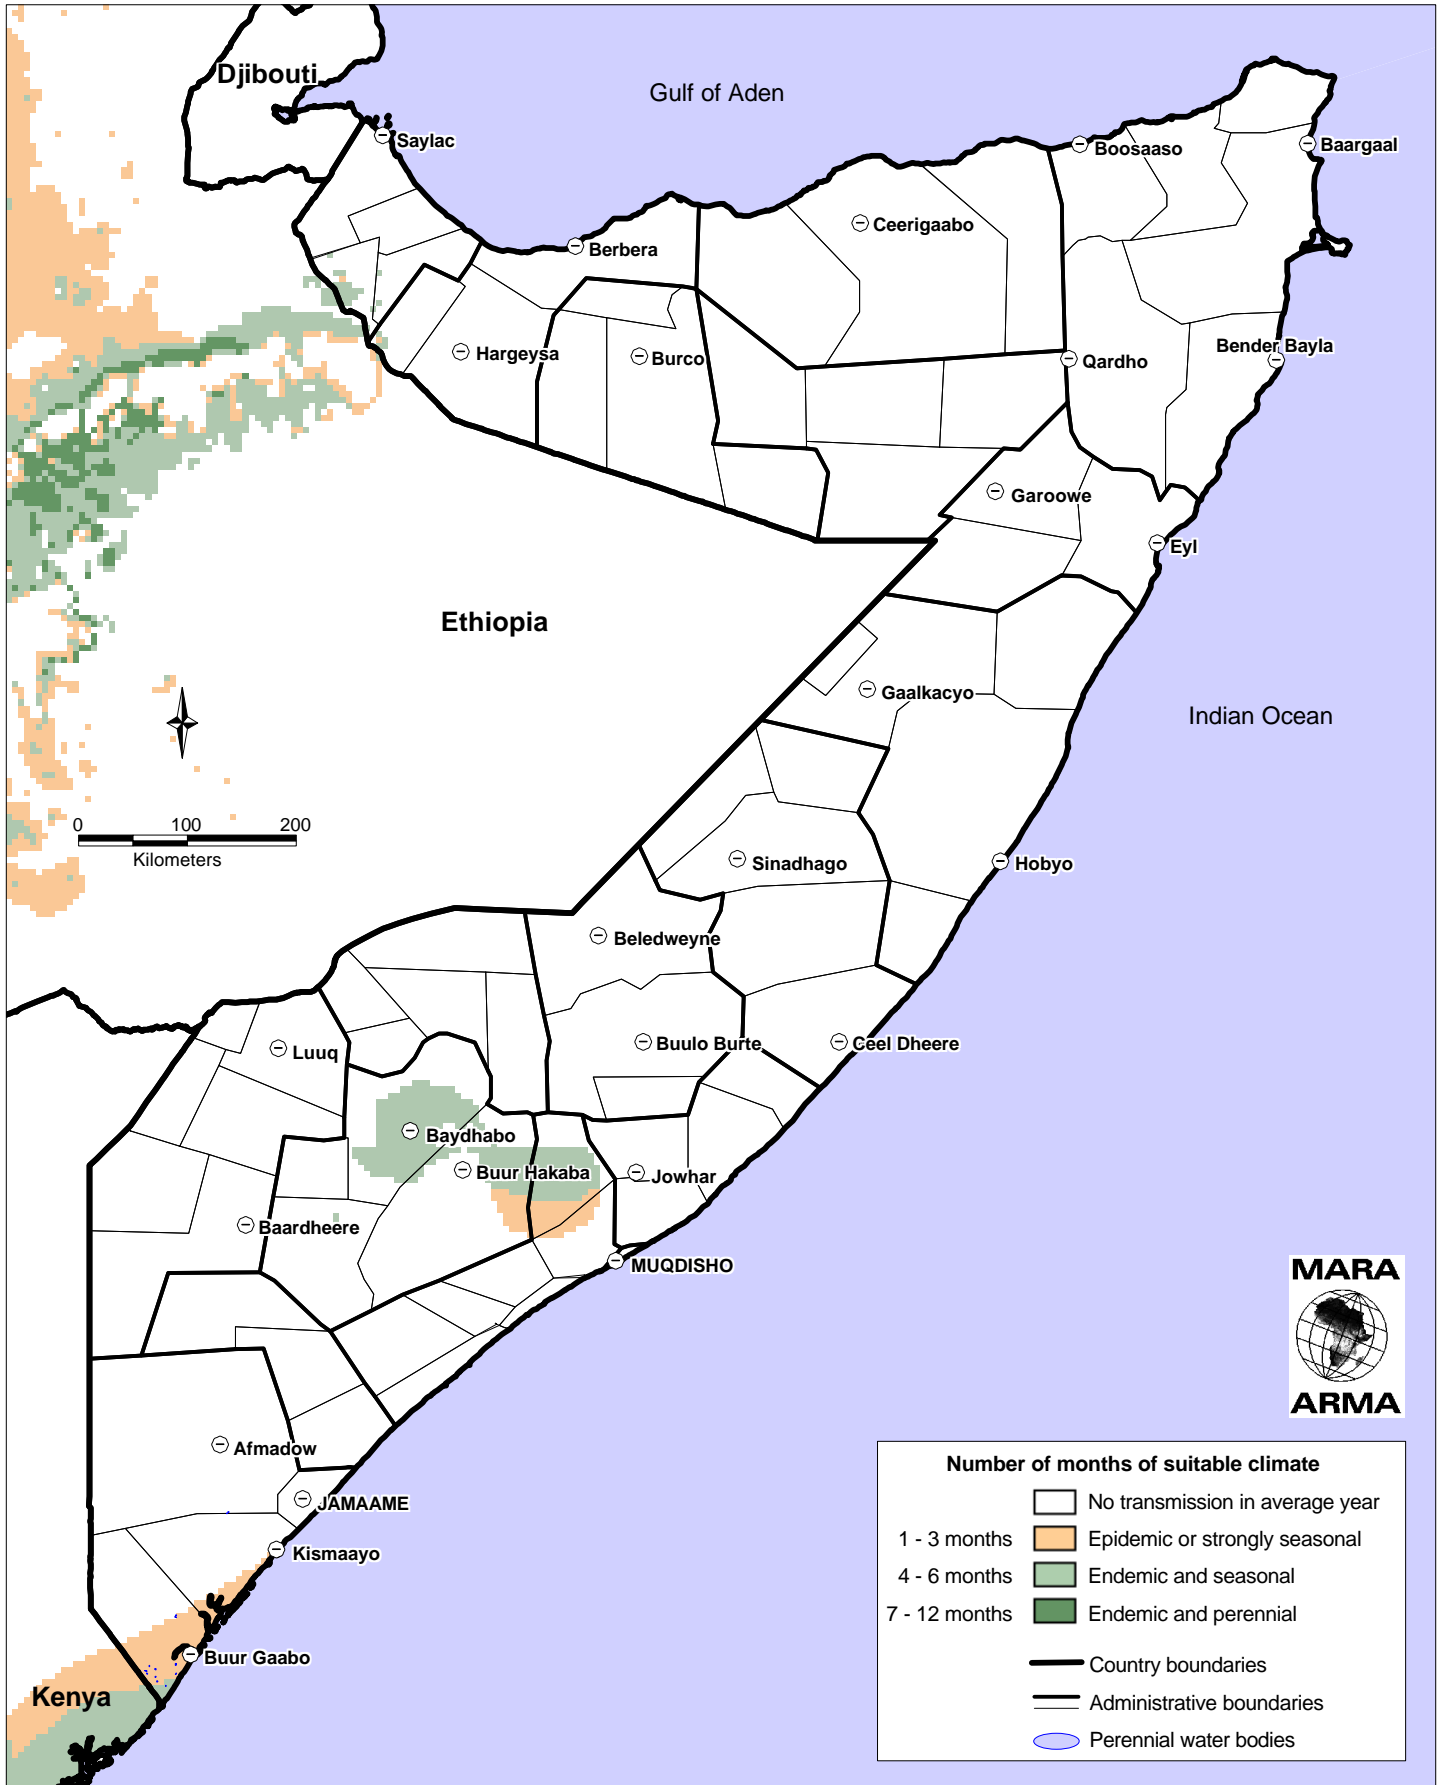 Djibouti
Gulf of Aden
Saylac
Boosaaso
Baargaal
Ceerigaabo
Berbera
Hargeysa
Burco
Qardho
Bender Bayla
Garoowe
Eyl
Ethiopia
Gaalkacyo
Indian Ocean
0 100 200
Kilometers
Sinadhago
Hobyo
Beledweyne
Luuq
Buulo Burte
Ceel Dheere
Baydhabo
Buur Hakaba
Jowhar
Baardheere
MUQDISHO
MARA
ARMA
Afmadow
JAMAAME
Kismaayo
Buur Gaabo
Kenya
Number of months of suitable climate
No transmission in average year
1 - 3 months Epidemic or strongly seasonal
4 - 6 months Endemic and seasonal
7 - 12 months Endemic and perennial
Country boundaries
Administrative boundaries
Perennial water bodies